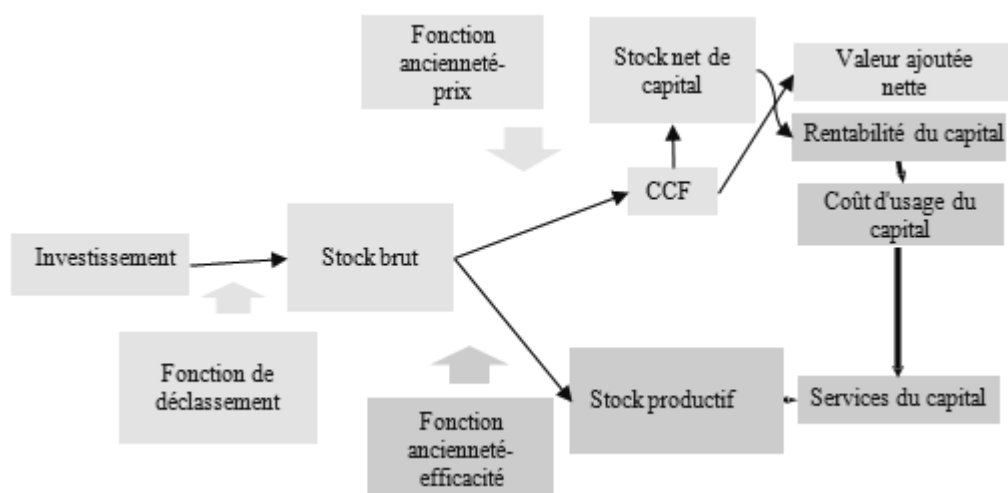 Fonction
ancienneté-
prix
Stock net de
capital
Valeur ajoutée
nette
Rentabilité du capital
CCF
Coût d'usage du
capital
Investissement
Stock brut
Fonction de
déclassement
Fonction
ancienneté-
efficacité
Stock productif
Services du capital